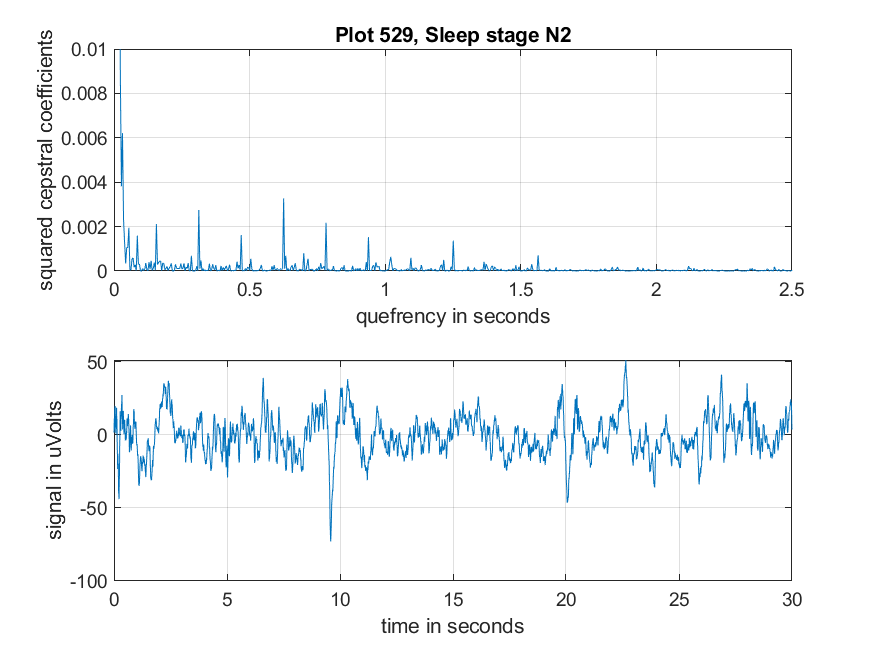 Plot 529, Sleep stage N2
squared cepstral coefficients
0.01
0.008
0.006
0.004
0.002
0
0 0.5 1 1.5 2 2.5
quefrency in seconds
signal in uVolts
50
0
-50
-100
0 5 10 15 20 25 30
time in seconds